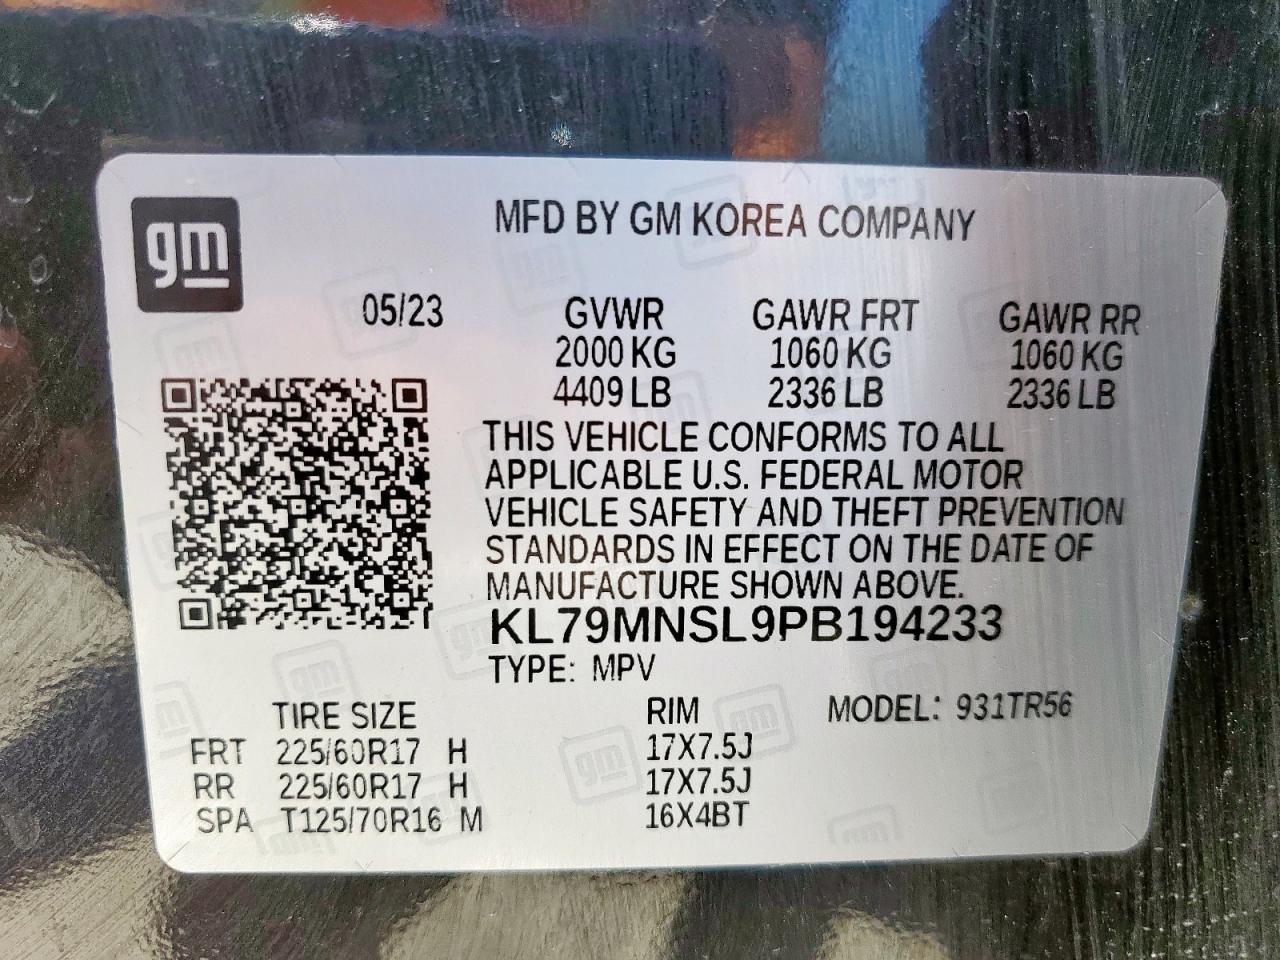 gm
MFD BY GM KOREA COMPANY
05/23 GVWR GAWR FRT GAWR RR
2000 KG 1060 KG 1060 KG
4409 LB 2336 LB 2336 LB
THIS VEHICLE CONFORMS TO ALL
APPLICABLE U.S. FEDERAL MOTOR
VEHICLE SAFETY AND THEFT PREVENTION
STANDARDS IN EFFECT ON THE DATE OF
MANUFACTURE SHOWN ABOVE.
KL79MNSL9PB194233
TYPE: MPV
TIRE SIZE RIM MODEL: 931TR56
FRT 225/60R17 H 17X7.5J
RR 225/60R17 H 17X7.5J
SPA T125/70R16 M 16X4BT